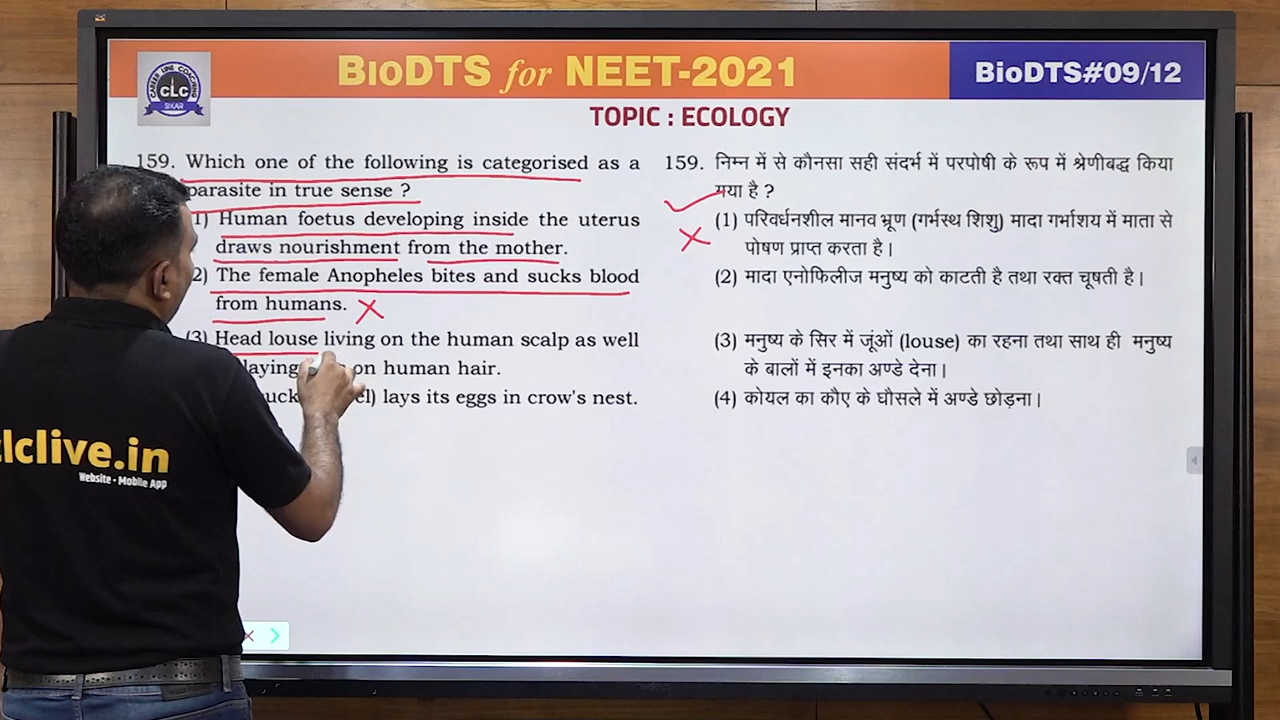 BIODTS for NEET-2021
BIODTS#09/12
CAREER LINE COACHING
CLC
SIKAR
TOPIC : ECOLOGY
159. Which one of the following is categorised as a
parasite in true sense ?
1) Human foetus developing inside the uterus
draws nourishment from the mother.
2) The female Anopheles bites and sucks blood
from humans.
(3) Head louse living on the human scalp as well
laying on human hair.
lays its eggs in crow's nest.
159. निम्न में से कौनसा सही संदर्भ में परपोषी के रूप में श्रेणीबद्ध किया
गया है ?
(1) परिवर्धनशील मानव भ्रूण (गर्भस्थ शिशु) मादा गर्भाशय में माता से
पोषण प्राप्त करता है।
(2) मादा एनोफिलीज मनुष्य को काटती है तथा रक्त चूषती है।
(3) मनुष्य के सिर में जूंओं (louse) का रहना तथा साथ ही मनुष्य
के बालों में इनका अण्डे देना।
(4) कोयल का कौए के घौसले में अण्डे छोड़ना।
clclive.in
Website - Mobile App